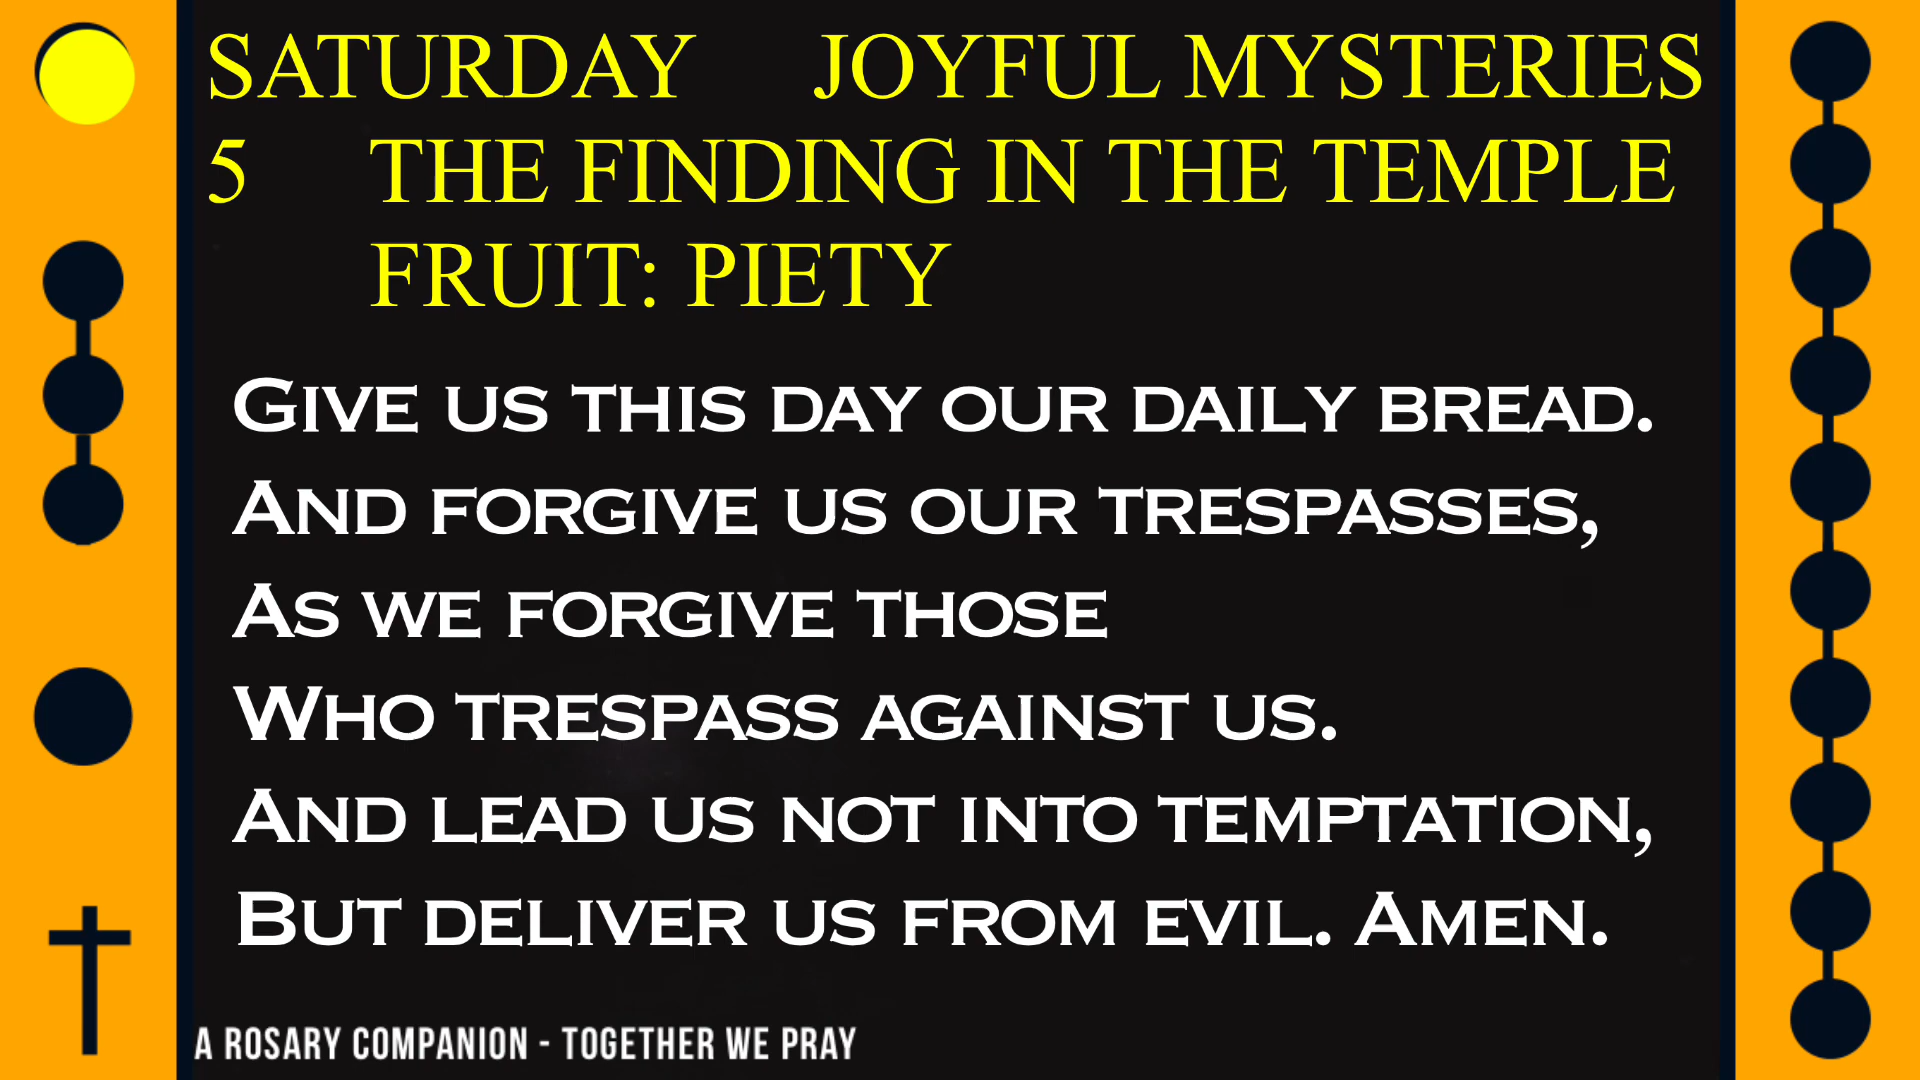 SATURDAY JOYFUL MYSTERIES
5 THE FINDING IN THE TEMPLE
FRUIT: PIETY
GIVE US THIS DAY OUR DAILY BREAD.
AND FORGIVE US OUR TRESPASSES,
AS WE FORGIVE THOSE
WHO TRESPASS AGAINST US.
AND LEAD US NOT INTO TEMPTATION,
BUT DELIVER US FROM EVIL. AMEN.
A ROSARY COMPANION - TOGETHER WE PRAY